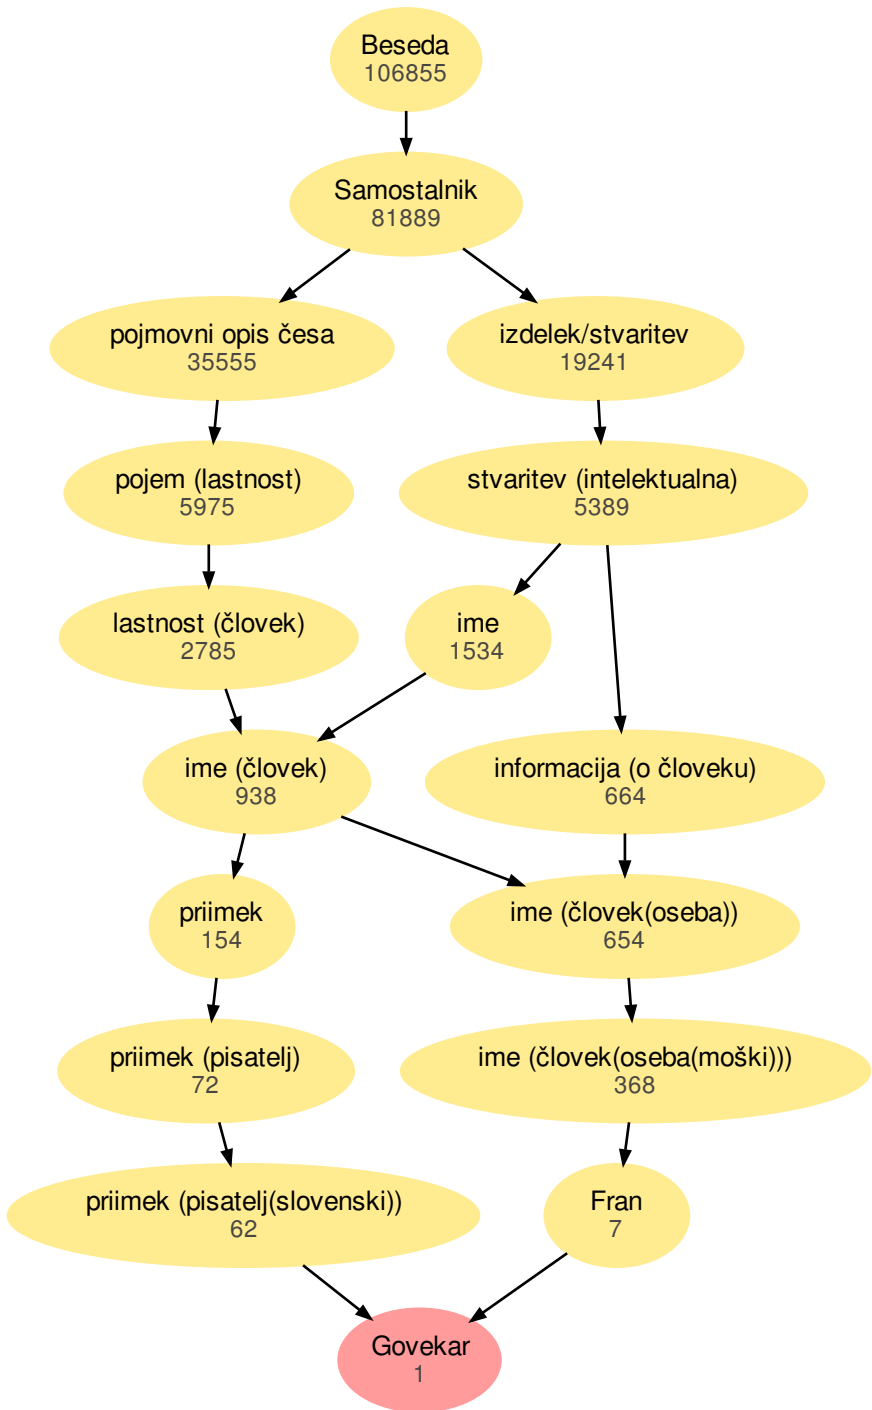 Beseda
106855
Samostalnik
81889
pojmovni opis česa
35555
izdelek/stvaritev
19241
pojem (lastnost)
5975
stvaritev (intelektualna)
5389
lastnost (človek)
2785
ime
1534
ime (človek)
938
informacija (o človeku)
664
priimek
154
ime (človek(oseba))
654
priimek (pisatelj)
72
ime (človek(oseba(moški)))
368
priimek (pisatelj(slovenski))
62
Fran
7
Govekar
1